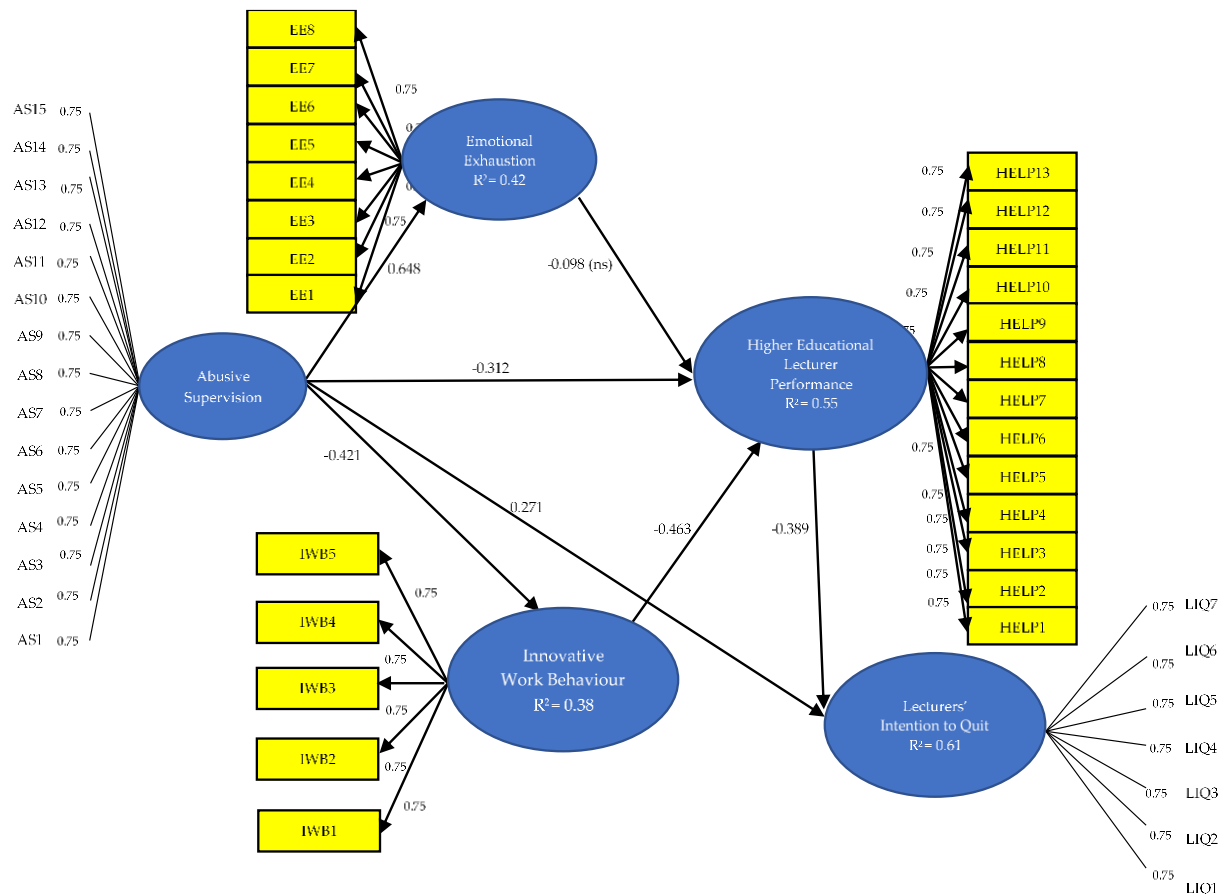 EE8
EE7
EE6
EE5
EE4
EE3
EE2
EE1
0.75
0.75
0.648
AS15 0.75
AS14 0.75
AS13 0.75
AS12 0.75
AS11 0.75
AS10 0.75
AS9 0.75
AS8 0.75
AS7 0.75
AS6 0.75
AS5 0.75
AS4 0.75
AS3 0.75
AS2 0.75
AS1 0.75
Emotional
Exhaustion
R² = 0.42
Abusive
Supervision
-0.098 (ns)
-0.312
-0.421
0.271
-0.463
-0.389
Higher Educational
Lecturer
Performance
R² = 0.55
0.75
0.75
0.75
0.75
0.75
0.75
0.75
0.75
0.75
0.75
HELP13
HELP12
HELP11
HELP10
HELP9
HELP8
HELP7
HELP6
HELP5
HELP4
HELP3
HELP2
HELP1
IWB5
IWB4
IWB3
IWB2
IWB1
0.75
0.75
0.75
0.75
0.75
Innovative
Work Behaviour
R² = 0.38
Lecturers'
Intention to Quit
R² = 0.61
0.75 LIQ7
0.75 LIQ6
0.75 LIQ5
0.75 LIQ4
0.75 LIQ3
0.75 LIQ2
0.75 LIQ1